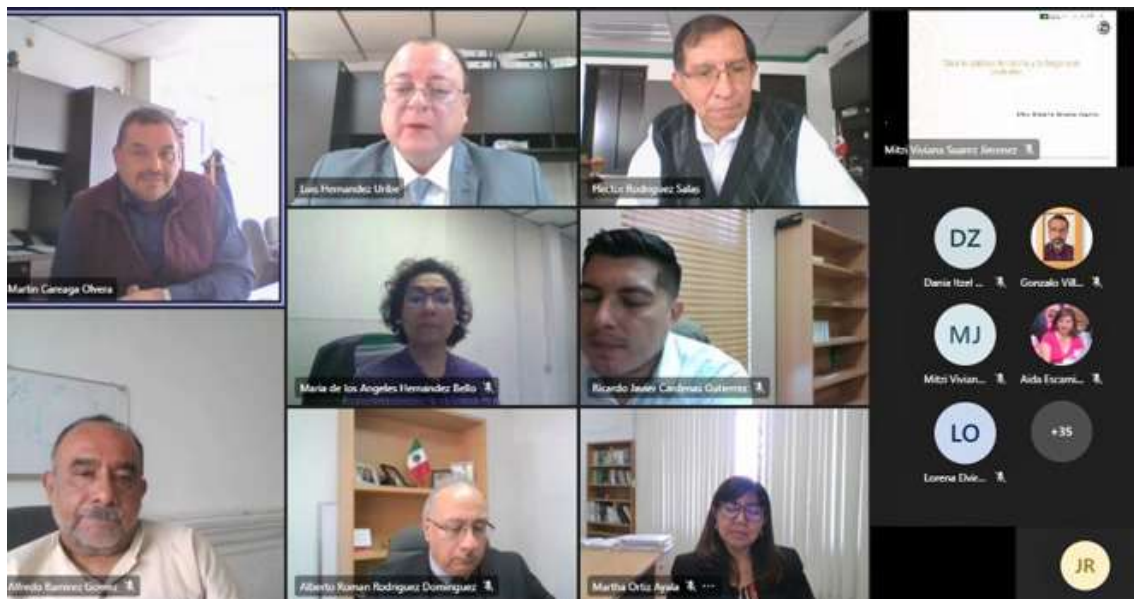 Martin Careaga Olvera
Luis Hernandez Uribe
Hector Rodriguez Salas
Mitzi Viviana Suarez Jimenez
Maria de los Angeles Hernandez Bello
Ricardo Javier Cardenas Gutierrez
Alfredo Ramirez Gomez
Alberto Roman Rodriguez Dominguez
Martha Ortiz Ayala ...
DZ
Dania Itzel ...
Gonzalo Vill...
MJ
Mitzi Vivian...
Aida Escami...
LO
Lorena Elvie...
+35
JR